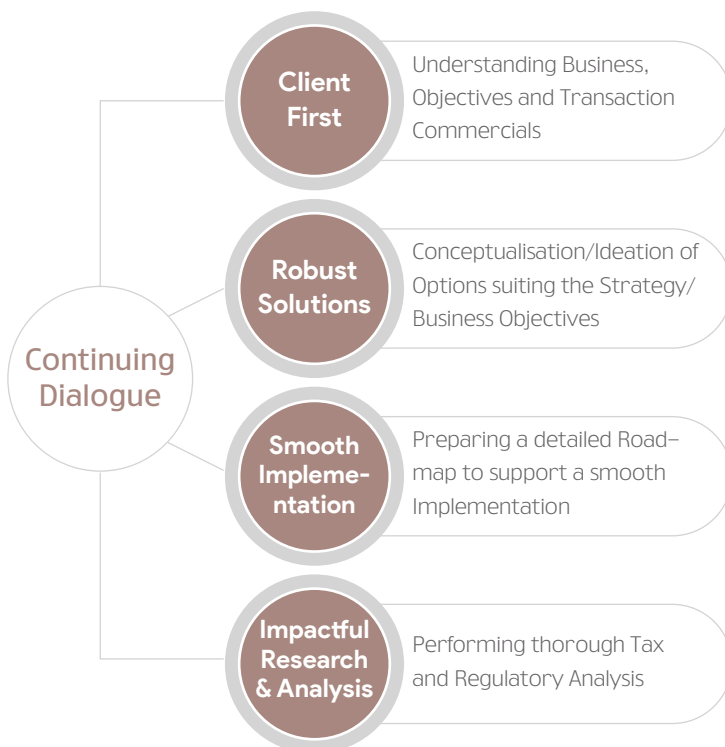 Continuing
Dialogue
Client
First
Understanding Business,
Objectives and Transaction
Commercials
Robust
Solutions
Conceptualisation/Ideation of
Options suiting the Strategy/
Business Objectives
Smooth
Impleme-
ntation
Preparing a detailed Road-
map to support a smooth
Implementation
Impactful
Research
& Analysis
Performing thorough Tax
and Regulatory Analysis